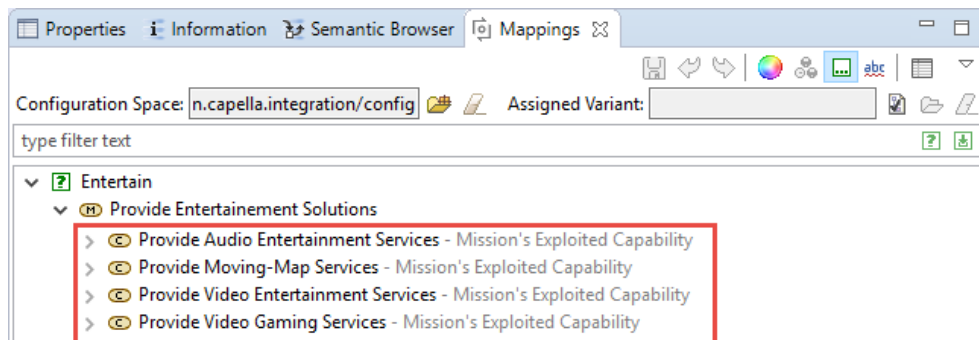 Properties i Information Semantic Browser Mappings
abc
Configuration Space: n.capella.integration/config Assigned Variant:
type filter text
Entertain
M Provide Entertainement Solutions
C Provide Audio Entertainment Services - Mission's Exploited Capability
C Provide Moving-Map Services - Mission's Exploited Capability
C Provide Video Entertainment Services - Mission's Exploited Capability
C Provide Video Gaming Services - Mission's Exploited Capability